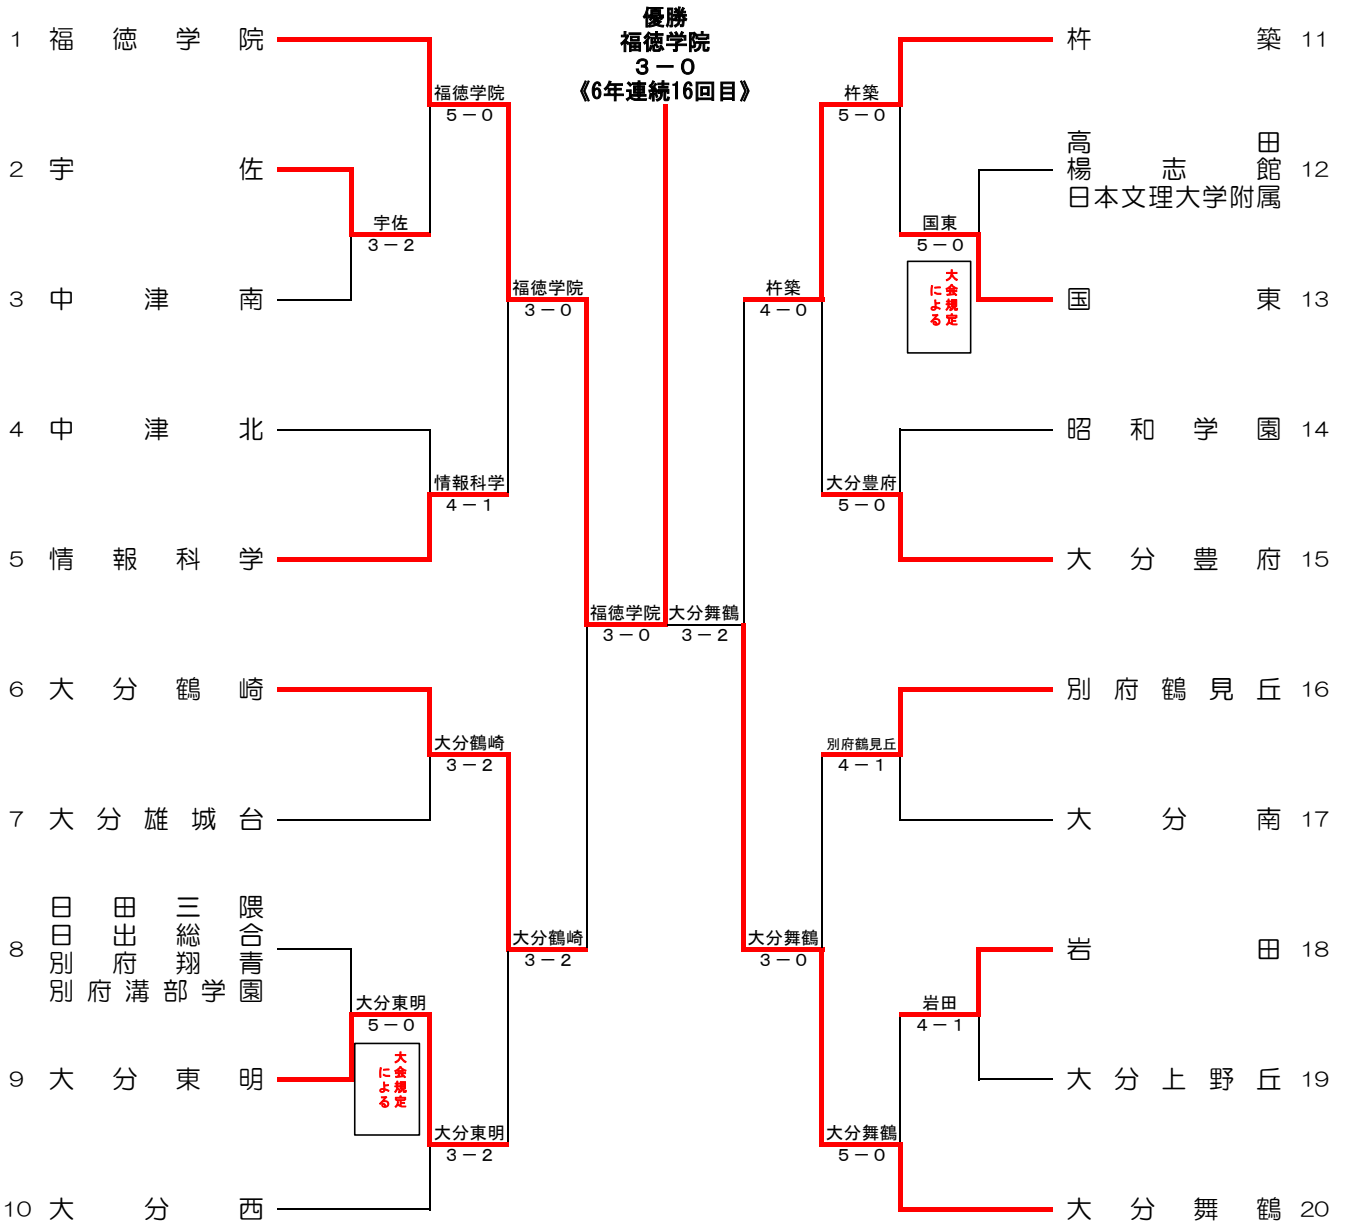 優勝
福徳学院
3－0
《6年連続16回目》
1 福徳学院
2 宇佐
3 中津南
4 中津北
5 情報科学
6 大分鶴崎
7 大分雄城台
8
日田三隈
日出総合
別府翔青
別府溝部学園
9 大分東明
10 大分西
福徳学院
5－0
宇佐
3－2
福徳学院
3－0
情報科学
4－1
福徳学院
3－0
大分鶴崎
3－2
大分鶴崎
3－2
大分東明
5－0
大会規定
による
大分東明
3－2
大分舞鶴
3－2
杵築
5－0
国東
5－0
大会規定
による
杵築
4－0
大分豊府
5－0
別府鶴見丘
4－1
大分舞鶴
3－0
岩田
4－1
大分舞鶴
5－0
杵築 11
高田
楊志館
日本文理大学附属
12
国東 13
昭和学園 14
大分豊府 15
別府鶴見丘 16
大分南 17
岩田 18
大分上野丘 19
大分舞鶴 20